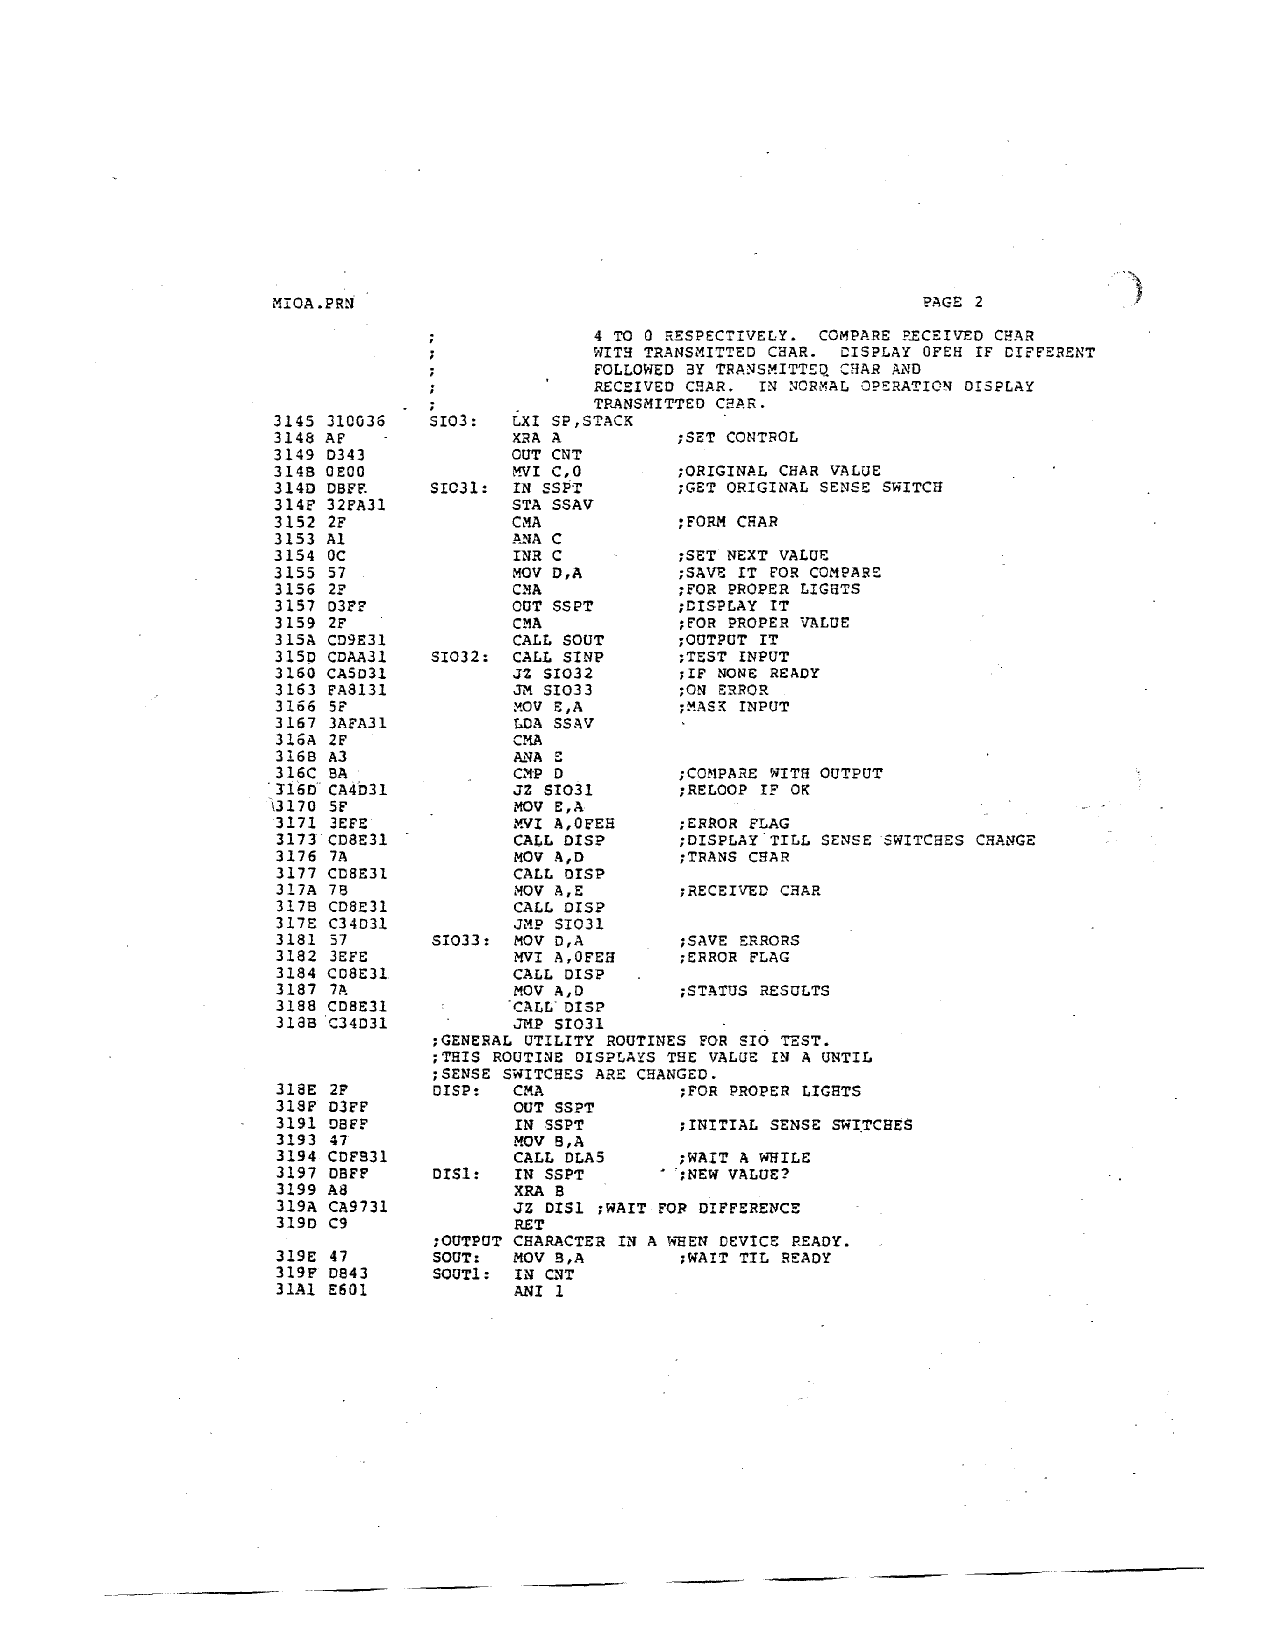 MIOA.PRN PAGE 2
; 4 TO 0 RESPECTIVELY. COMPARE RECEIVED CHAR
; WITH TRANSMITTED CHAR. DISPLAY 0FEH IF DIFFERENT
; FOLLOWED BY TRANSMITTED CHAR AND
; RECEIVED CHAR. IN NORMAL OPERATION DISPLAY
; TRANSMITTED CHAR.
3145 310036 SIO3: LXI SP,STACK
3148 AF XRA A ;SET CONTROL
3149 D343 OUT CNT
314B 0E00 MVI C,0 ;ORIGINAL CHAR VALUE
314D DBFF SIO31: IN SSPT ;GET ORIGINAL SENSE SWITCH
314F 32FA31 STA SSAV
3152 2F CMA ;FORM CHAR
3153 A1 ANA C
3154 0C INR C ;SET NEXT VALUE
3155 57 MOV D,A ;SAVE IT FOR COMPARE
3156 2F CMA ;FOR PROPER LIGHTS
3157 D3FF OUT SSPT ;DISPLAY IT
3159 2F CMA ;FOR PROPER VALUE
315A CD9E31 CALL SOUT ;OUTPUT IT
315D CDAA31 SIO32: CALL SINP ;TEST INPUT
3160 CA5D31 JZ SIO32 ;IF NONE READY
3163 FA8131 JM SIO33 ;ON ERROR
3166 5F MOV E,A ;MASK INPUT
3167 3AFA31 LDA SSAV
316A 2F CMA
316B A3 ANA E
316C BA CMP D ;COMPARE WITH OUTPUT
316D CA4D31 JZ SIO31 ;RELOOP IF OK
3170 5F MOV E,A
3171 3EFE MVI A,0FEH ;ERROR FLAG
3173 CD8E31 CALL DISP ;DISPLAY TILL SENSE SWITCHES CHANGE
3176 7A MOV A,D ;TRANS CHAR
3177 CD8E31 CALL DISP
317A 7B MOV A,E ;RECEIVED CHAR
317B CD8E31 CALL DISP
317E C34D31 JMP SIO31
3181 57 SIO33: MOV D,A ;SAVE ERRORS
3182 3EFE MVI A,0FEH ;ERROR FLAG
3184 CD8E31 CALL DISP
3187 7A MOV A,D ;STATUS RESULTS
3188 CD8E31 CALL DISP
318B C34D31 JMP SIO31
;GENERAL UTILITY ROUTINES FOR SIO TEST.
;THIS ROUTINE DISPLAYS THE VALUE IN A UNTIL
;SENSE SWITCHES ARE CHANGED.
318E 2F DISP: CMA ;FOR PROPER LIGHTS
318F D3FF OUT SSPT
3191 DBFF IN SSPT ;INITIAL SENSE SWITCHES
3193 47 MOV B,A
3194 CDFB31 CALL DLA5 ;WAIT A WHILE
3197 DBFF DIS1: IN SSPT ;NEW VALUE?
3199 A8 XRA B
319A CA9731 JZ DIS1 ;WAIT FOR DIFFERENCE
319D C9 RET
;OUTPUT CHARACTER IN A WHEN DEVICE READY.
319E 47 SOUT: MOV B,A ;WAIT TIL READY
319F DB43 SOUT1: IN CNT
31A1 E601 ANI 1